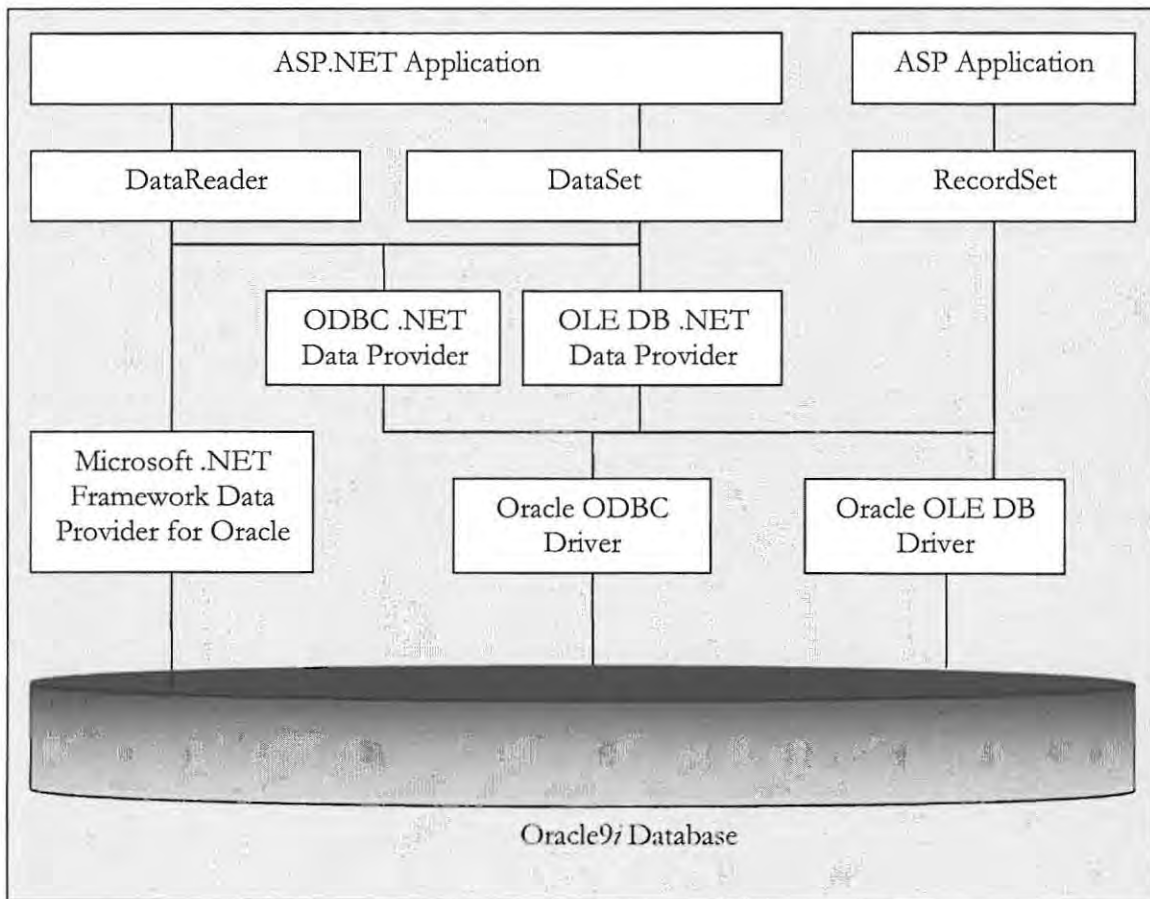 ASP.NET Application
ASP Application
DataReader
DataSet
RecordSet
ODBC .NET
Data Provider
OLE DB .NET
Data Provider
Microsoft .NET
Framework Data
Provider for Oracle
Oracle ODBC
Driver
Oracle OLE DB
Driver
Oracle9i Database